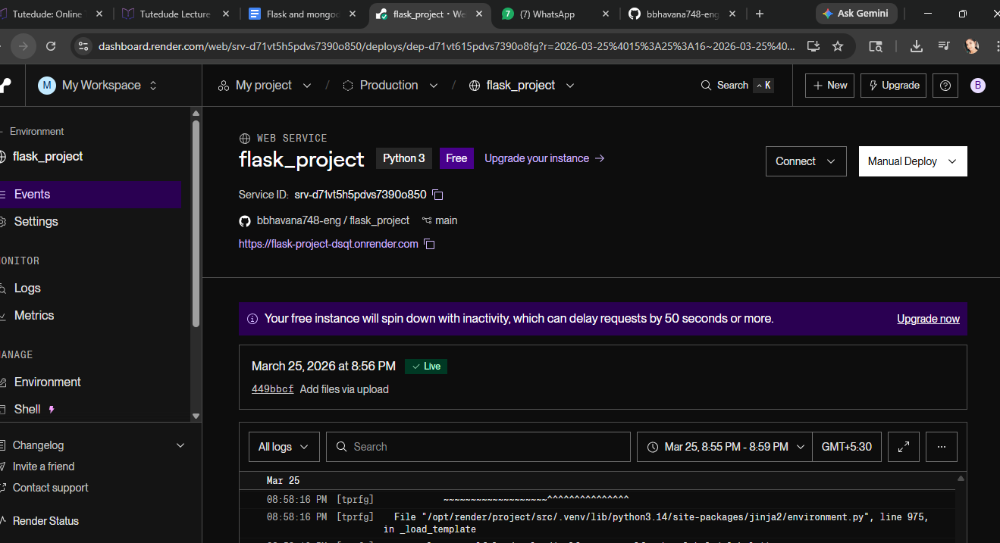 Tutedude: Online
Tutedude Lecture
Flask and mongo
flask_project • We
7 (7) WhatsApp
bbhavana748-eng
Ask Gemini
dashboard.render.com/web/srv-d71vt5h5pdvs7390o850/deploys/dep-d71vt615pdvs7390o8fg?r=2026-03-25%4015%3A25%3A16~2026-03-25%40...
M My Workspace
My project / Production / flask_project
Search ^ K
+ New
Upgrade
B
Environment
flask_project
Events
Settings
ONITOR
Logs
Metrics
ANAGE
Environment
Shell
Changelog
Invite a friend
Contact support
Render Status
WEB SERVICE
flask_project Python 3 Free Upgrade your instance →
Connect
Manual Deploy
Service ID: srv-d71vt5h5pdvs7390o850
bbhavana748-eng / flask_project main
https://flask-project-dsqt.onrender.com
Your free instance will spin down with inactivity, which can delay requests by 50 seconds or more. Upgrade now
March 25, 2026 at 8:56 PM ✓ Live
449bbcf Add files via upload
All logs Search Mar 25, 8:55 PM - 8:59 PM GMT+5:30 ...
Mar 25
08:58:16 PM [tprfg] ~~~~~~~~~~~~~~~~~~~^^^^^^^^^^^^^^^
08:58:16 PM [tprfg] File "/opt/render/project/src/.venv/lib/python3.14/site-packages/jinja2/environment.py", line 975,
in _load_template